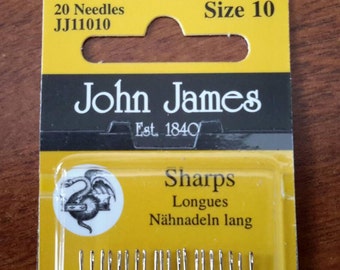 20 Needles
JJ11010
Size 10
John James
Est. 1840
Sharps
Longues
Nähnadeln lang